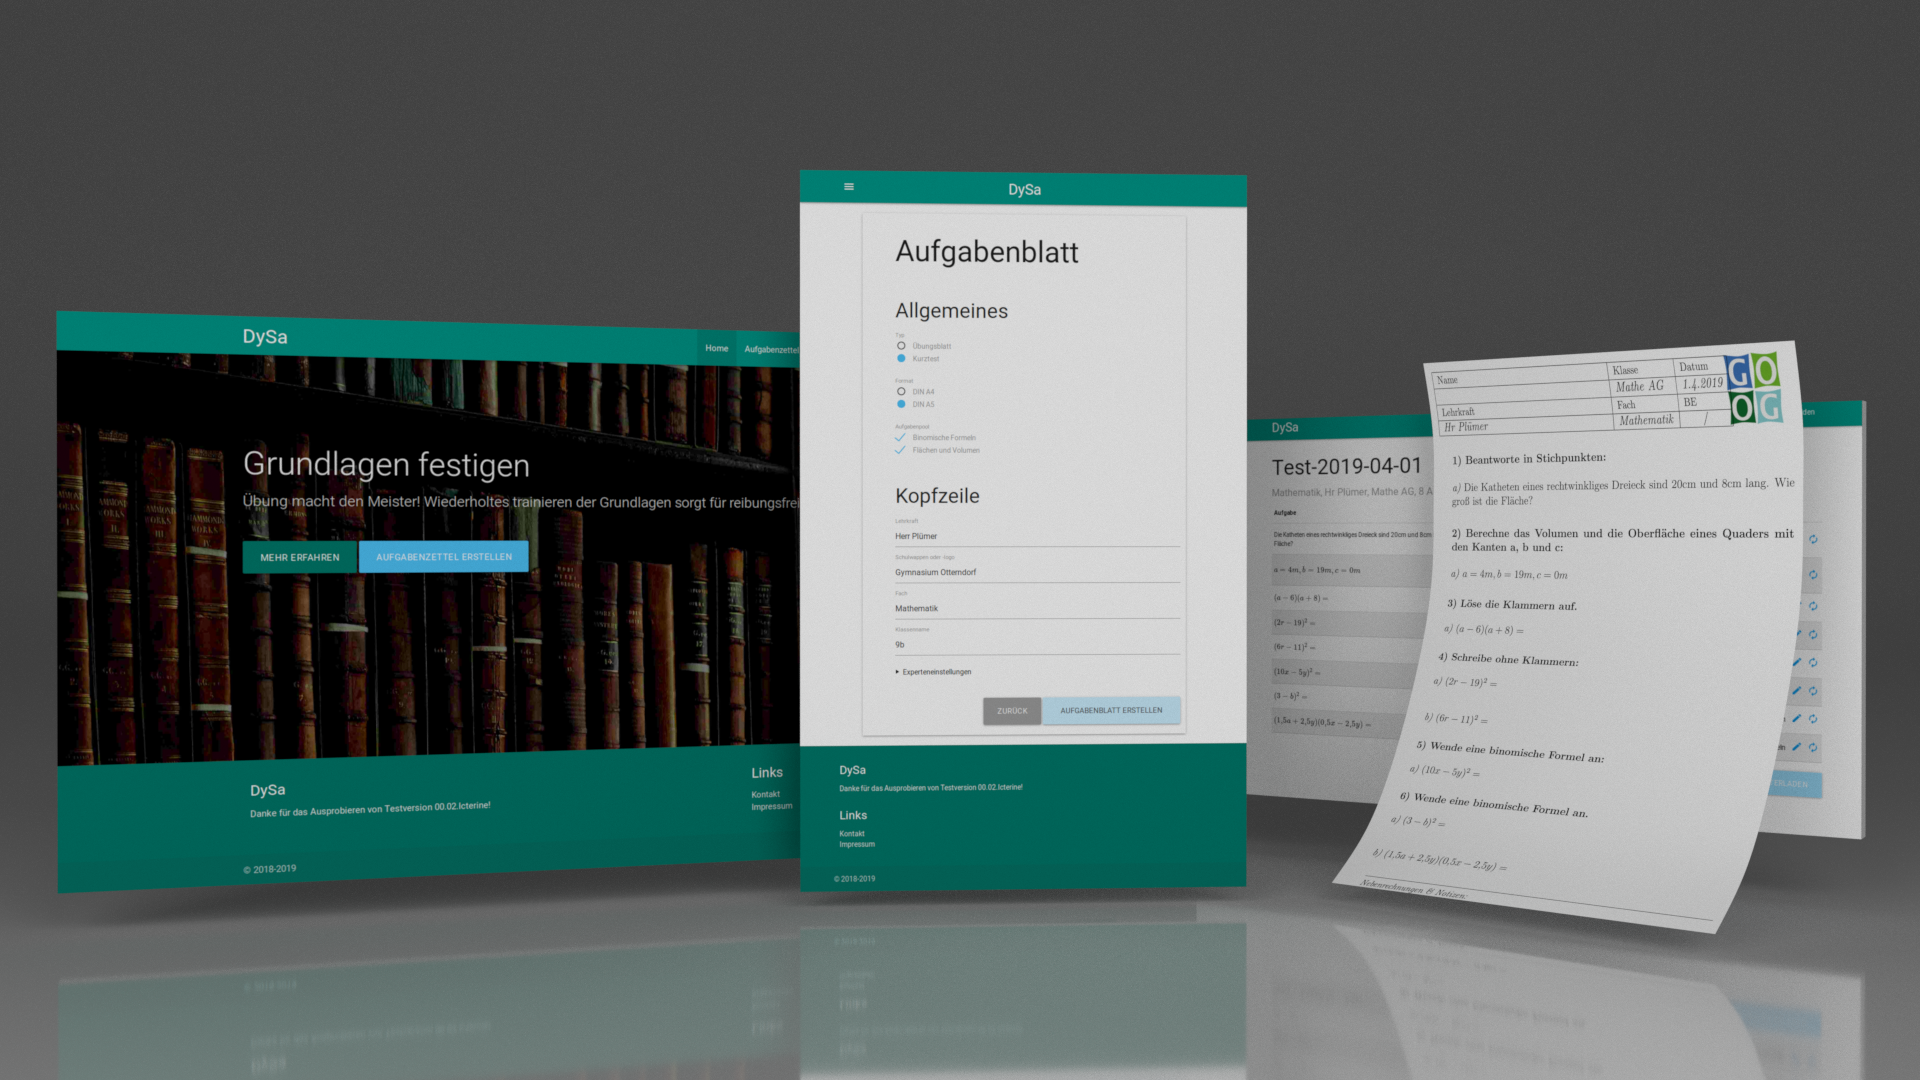 DySa
Home
Aufgabenzettel
Grundlagen festigen
Übung macht den Meister! Wiederholtes trainieren der Grundlagen sorgt für reibungsfrei
MEHR ERFAHREN
AUFGABENZETTEL ERSTELLEN
DySa
Danke für das Ausprobieren von Testversion 00.02.Icterine!
Links
Kontakt
Impressum
© 2018-2019
DySa
Aufgabenblatt
Allgemeines
Typ
Übungsblatt
Kurztest
Format
DIN A4
DIN A5
Aufgabenpool
Binomische Formeln
Flächen und Volumen
Kopfzeile
Lehrkraft
Herr Plümer
Schulwappen oder -logo
Gymnasium Otterndorf
Fach
Mathematik
Klassenname
9b
Experteneinstellungen
ZURÜCK
AUFGABENBLATT ERSTELLEN
DySa
Danke für das Ausprobieren von Testversion 00.02.Icterine!
Links
Kontakt
Impressum
© 2018-2019
DySa
Test-2019-04-01
Mathematik, Hr Plümer, Mathe AG, 8 A
Aufgabe
Die Katheten eines rechtwinkliges Dreieck sind 20cm und 8cm
Fläche?
a = 4m, b = 19m, c = 0m
(a − 6)(a + 8) =
(2r − 19)² =
(6r − 11)² =
(10x − 5y)² =
(3 − b)² =
(1,5a + 2,5y)(0,5x − 2,5y) =
Name
Klasse
Datum
Mathe AG
1.4.2019
Lehrkraft
Fach
BE
Hr Plümer
Mathematik
/
GO
OG
1) Beantworte in Stichpunkten:
a) Die Katheten eines rechtwinkliges Dreieck sind 20cm und 8cm lang. Wie
groß ist die Fläche?
2) Berechne das Volumen und die Oberfläche eines Quaders mit
den Kanten a, b und c:
a) a = 4m, b = 19m, c = 0m
3) Löse die Klammern auf.
a) (a − 6)(a + 8) =
4) Schreibe ohne Klammern:
a) (2r − 19)² =
b) (6r − 11)² =
5) Wende eine binomische Formel an:
a) (10x − 5y)² =
6) Wende eine binomische Formel an.
a) (3 − b)² =
b) (1,5a + 2,5y)(0,5x − 2,5y) =
Nebenrechnungen & Notizen: